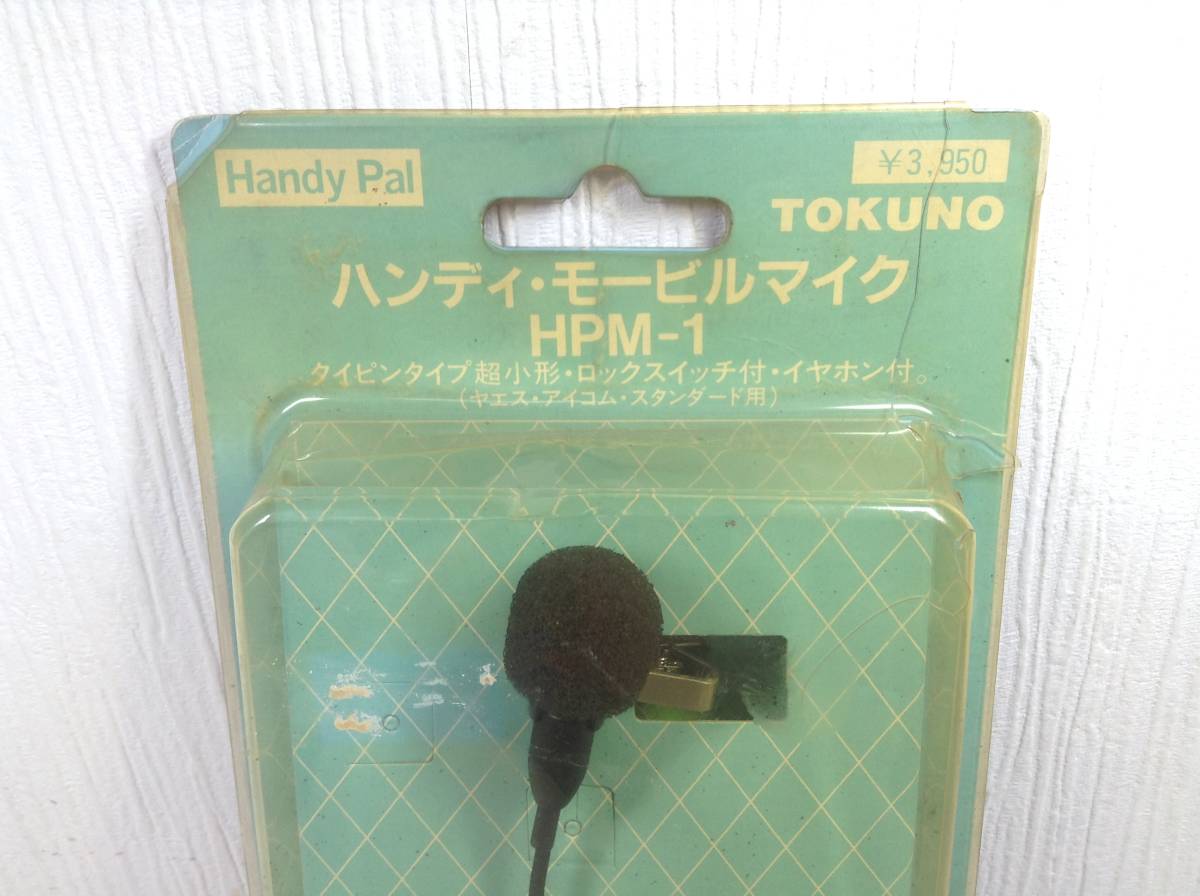 Handy Pal
¥3,950
TOKUNO
ハンディ・モービルマイク
HPM-1
タイピンタイプ超小形・ロックスイッチ付・イヤホン付。
(ヤエス・アイコム・スタンダード用)